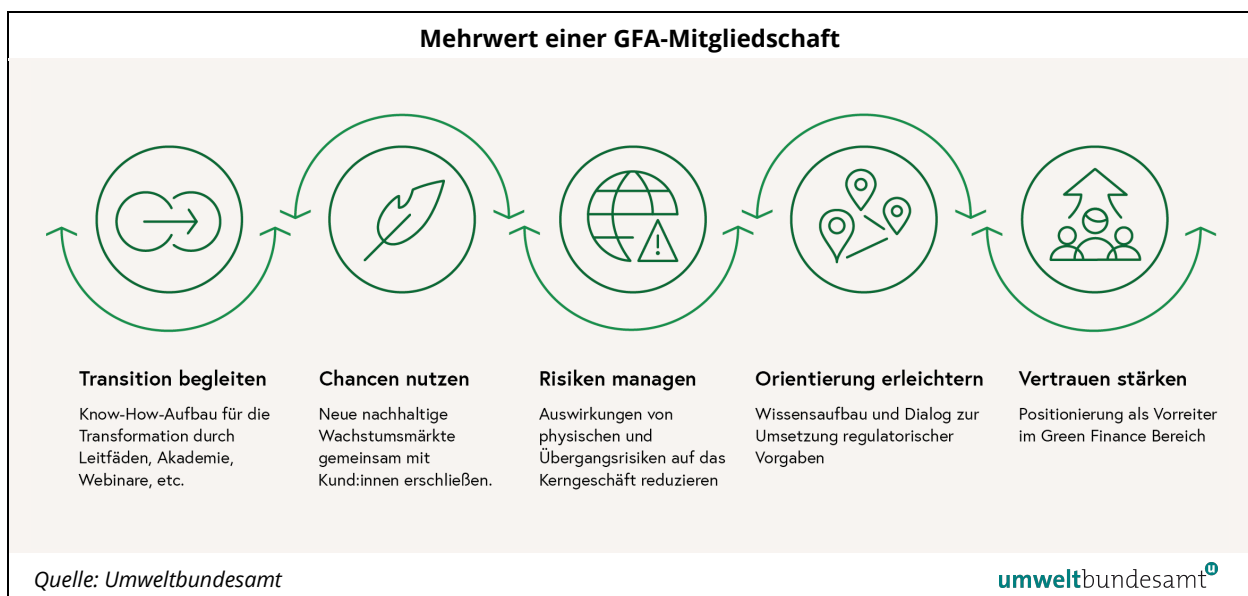 Mehrwert einer GFA-Mitgliedschaft
Transition begleiten
Know-How-Aufbau für die
Transformation durch
Leitfäden, Akademie,
Webinare, etc.
Chancen nutzen
Neue nachhaltige
Wachstumsmärkte
gemeinsam mit
Kund:innen erschließen.
Risiken managen
Auswirkungen von
physischen und
Übergangsrisiken auf das
Kerngeschäft reduzieren
Orientierung erleichtern
Wissensaufbau und Dialog zur
Umsetzung regulatorischer
Vorgaben
Vertrauen stärken
Positionierung als Vorreiter
im Green Finance Bereich
Quelle: Umweltbundesamt
umweltbundesamt u